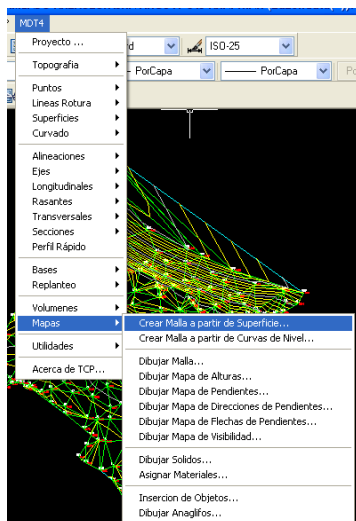 MDT4
Proyecto ...
Topografia
Puntos
Lineas Rotura
Superficies
Curvado
Alineaciones
Ejes
Longitudinales
Rasantes
Transversales
Secciones
Perfil Rápido
Bases
Replanteo
Volumenes
Mapas
Utilidades
Acerca de TCP...
ISO-25
PorCapa
PorCapa
Crear Malla a partir de Superficie...
Crear Malla a partir de Curvas de Nivel...
Dibujar Malla...
Dibujar Mapa de Alturas...
Dibujar Mapa de Pendientes...
Dibujar Mapa de Direcciones de Pendientes...
Dibujar Mapa de Flechas de Pendientes...
Dibujar Mapa de Visibilidad...
Dibujar Solidos...
Asignar Materiales...
Insercion de Objetos...
Dibujar Anaglifos...